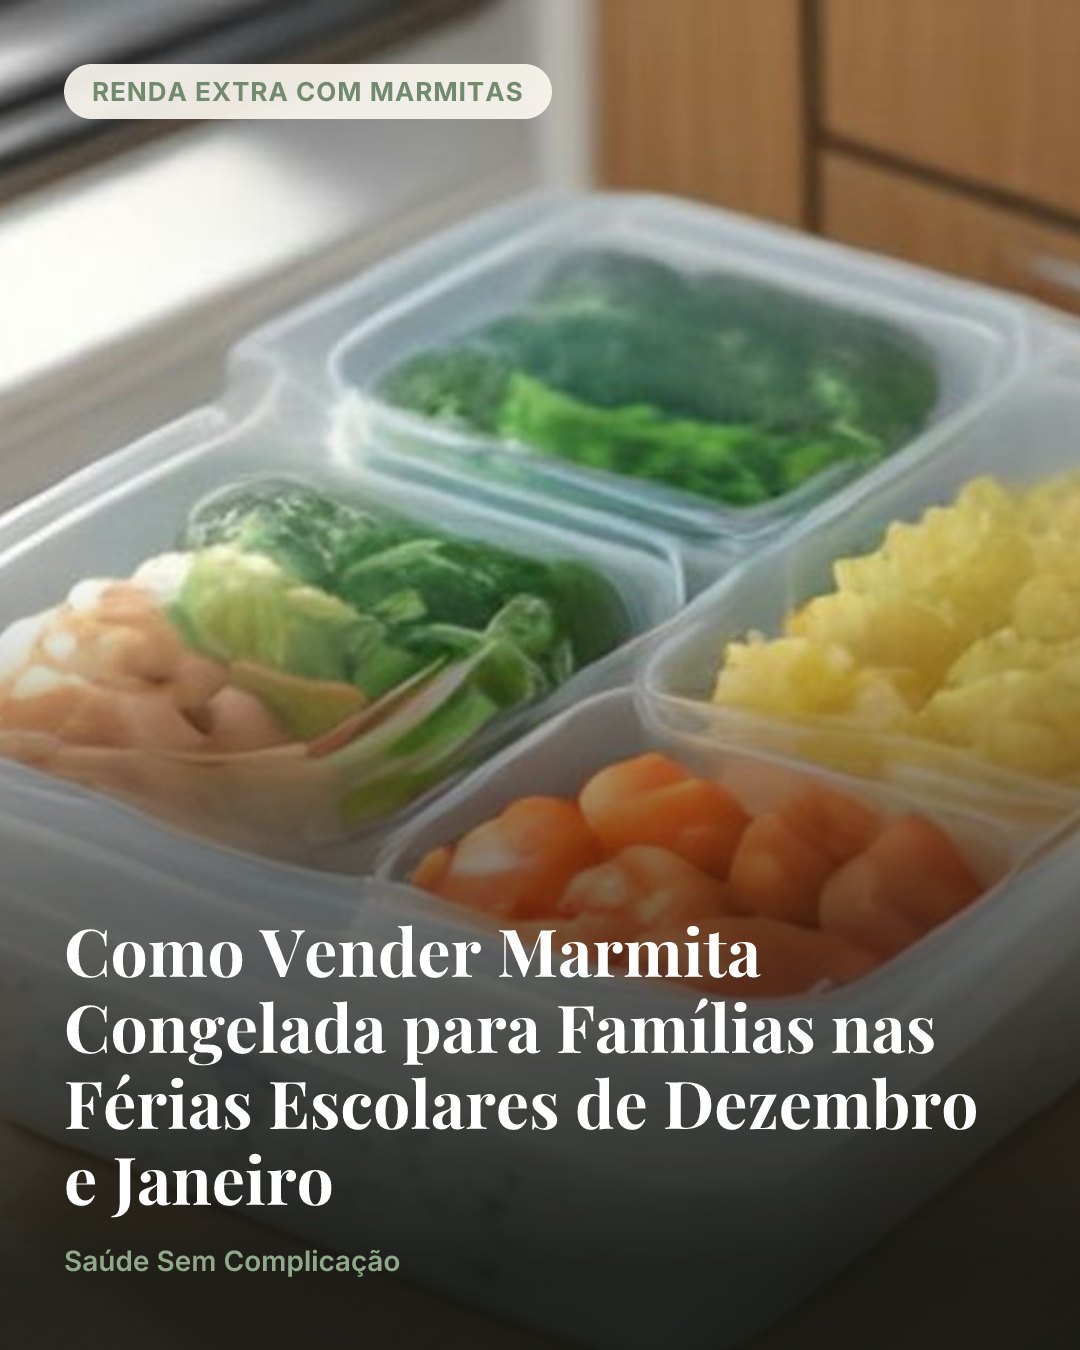 RENDA EXTRA COM MARMITAS
Como Vender Marmita
Congelada para Famílias nas
Férias Escolares de Dezembro
e Janeiro
Saúde Sem Complicação